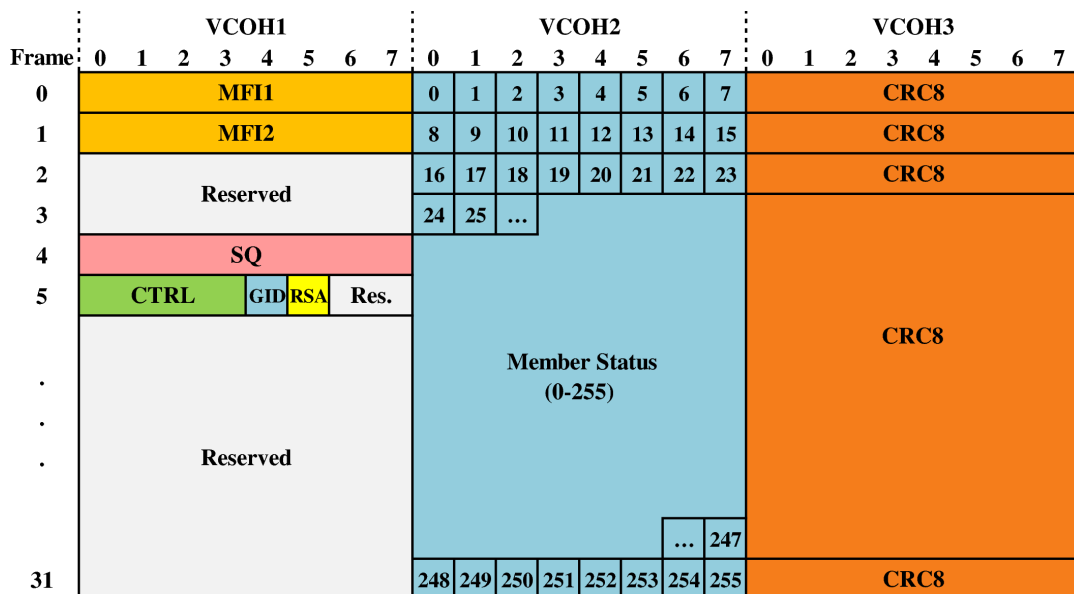 VCOH1 VCOH2 VCOH3
Frame 0 1 2 3 4 5 6 7 0 1 2 3 4 5 6 7 0 1 2 3 4 5 6 7
0 MFI1 0 1 2 3 4 5 6 7 CRC8
1 MFI2 8 9 10 11 12 13 14 15 CRC8
2 16 17 18 19 20 21 22 23 CRC8
Reserved
3 24 25 ...
4 SQ
5 CTRL GID RSA Res.
CRC8
Member Status
(0-255)
.
.
.
Reserved
... 247
31 248 249 250 251 252 253 254 255 CRC8